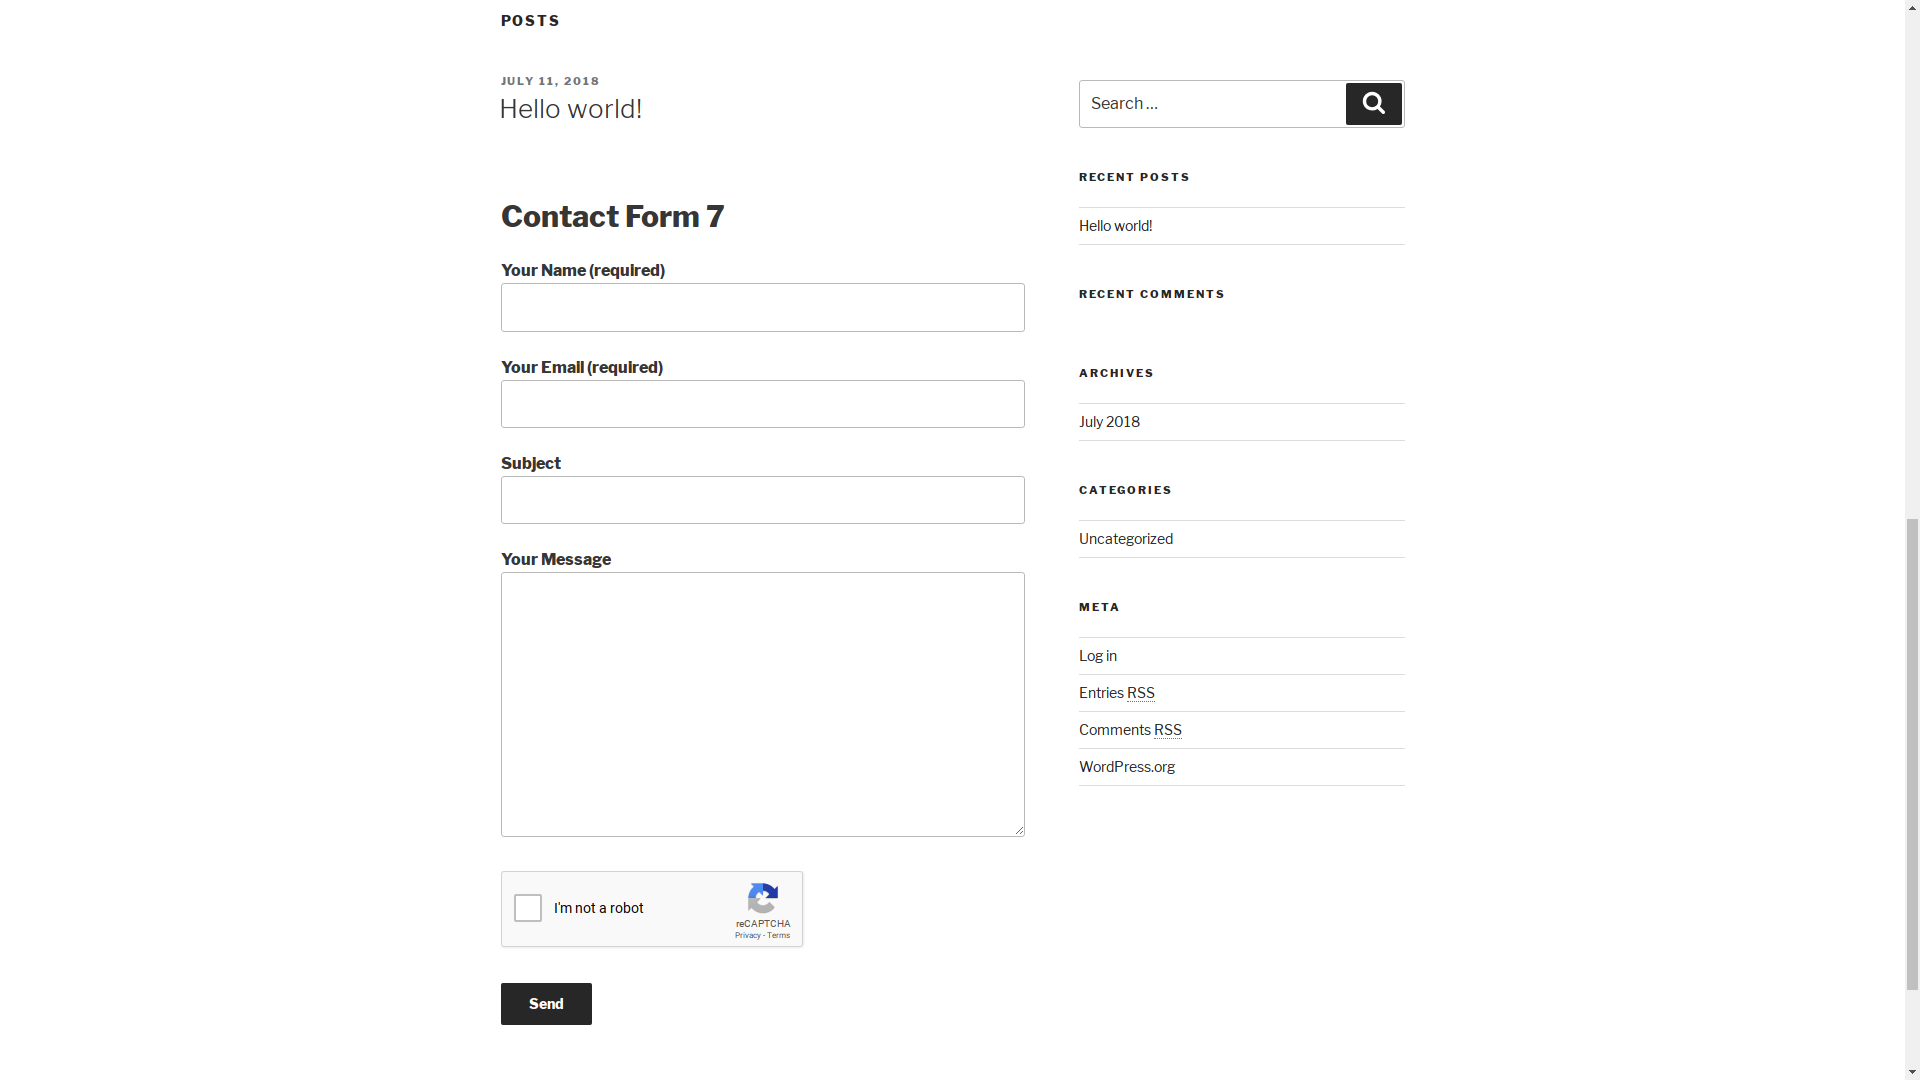 POSTS
JULY 11, 2018
Hello world!
Contact Form 7
Your Name (required)
Your Email (required)
Subject
Your Message
I'm not a robot
reCAPTCHA
Privacy - Terms
Send
Search …
RECENT POSTS
Hello world!
RECENT COMMENTS
ARCHIVES
July 2018
CATEGORIES
Uncategorized
META
Log in
Entries RSS
Comments RSS
WordPress.org